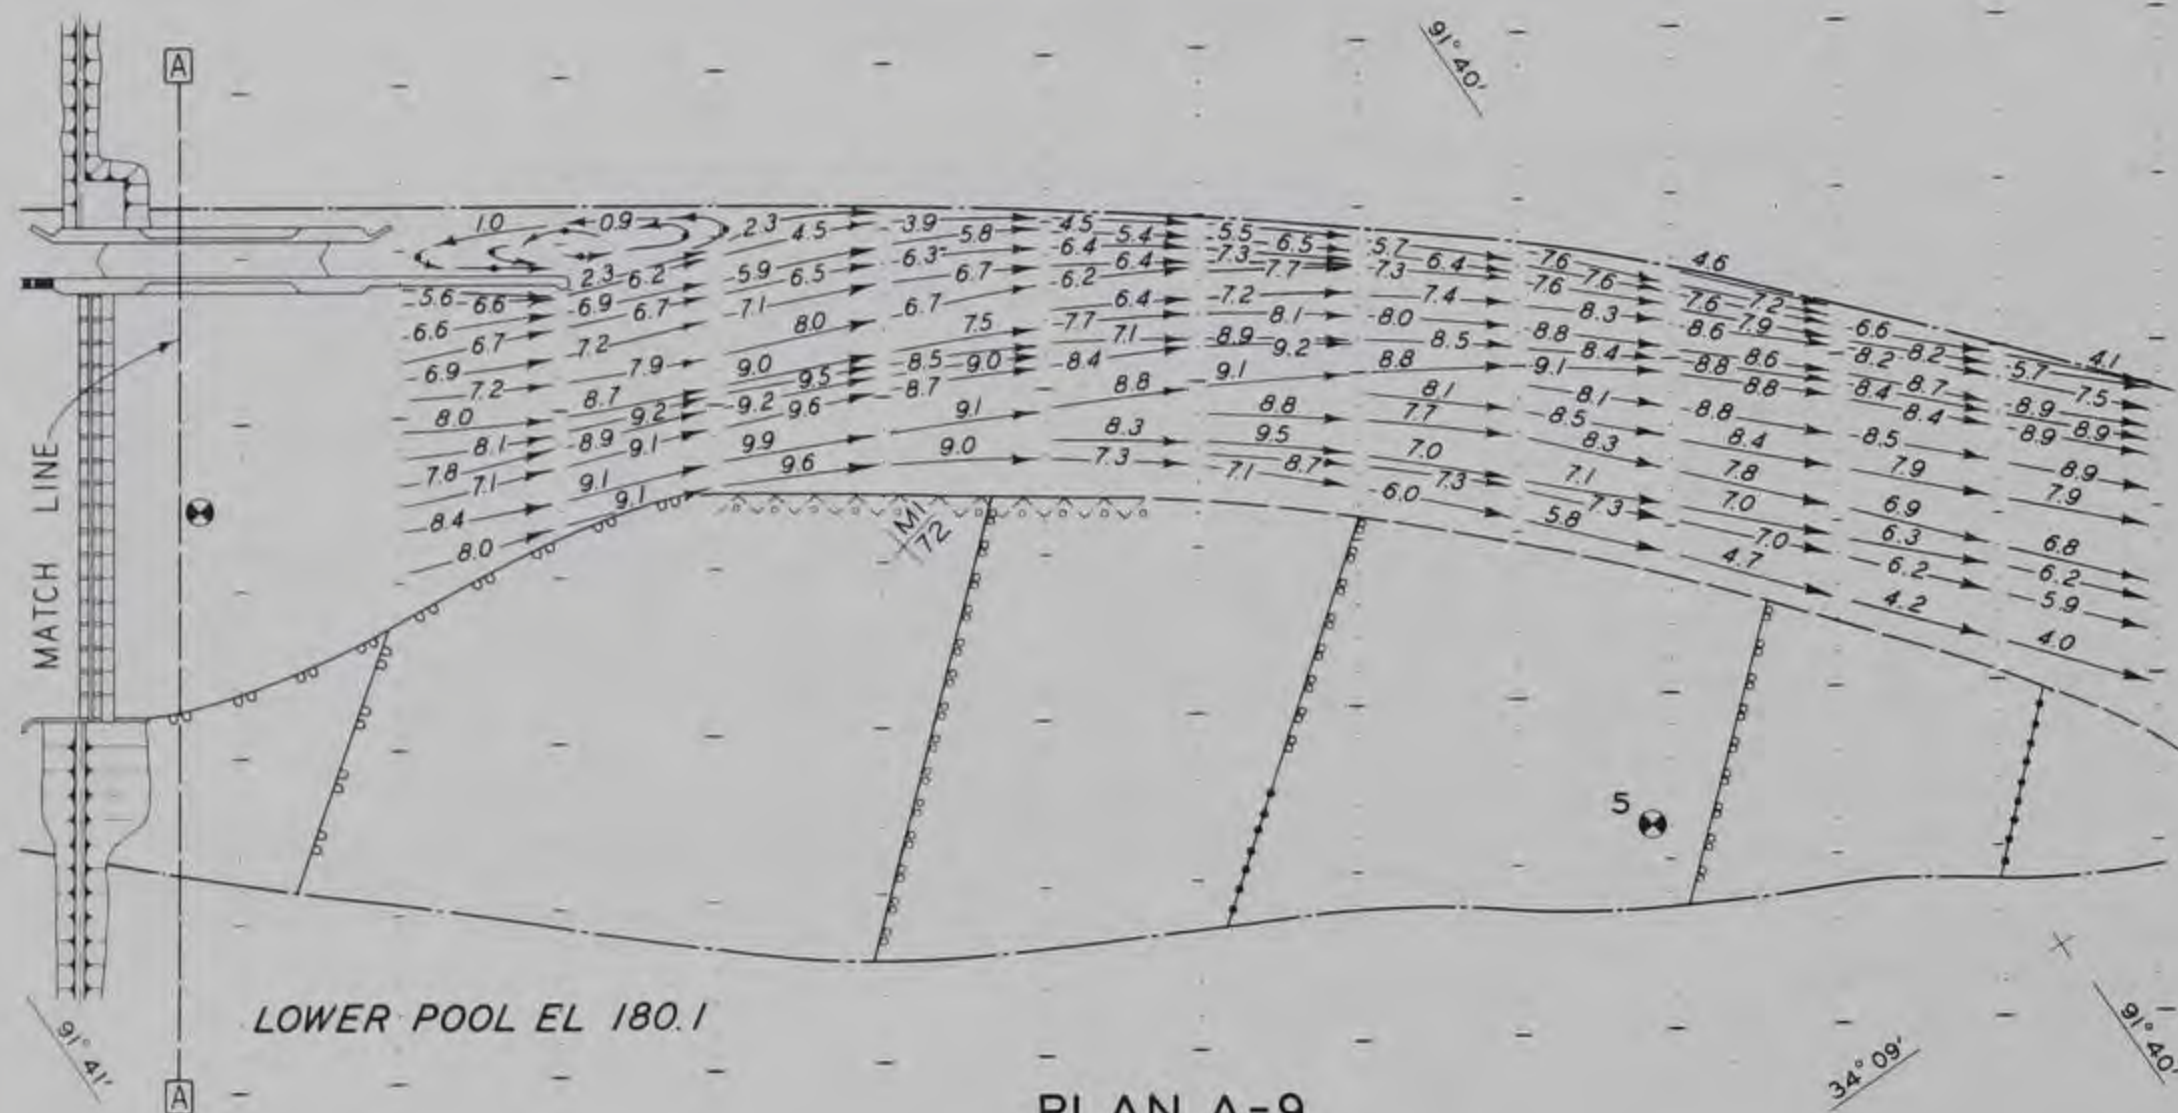 A
91° 40'
1.0 0.9 2.3 4.5 3.9 5.8 4.5 5.4 5.5 6.5 5.7 6.4 7.6 7.6 4.6
2.3 6.2 5.9 6.5 6.3 6.7 6.4 6.4 7.3 7.7 7.3 7.4 7.6 8.3 7.6 7.2 6.6 4.1
5.6 6.6 6.9 6.7 7.1 8.0 6.7 7.5 6.2 6.4 7.2 8.1 8.0 8.5 8.8 8.4 8.6 7.9 8.2 8.2 5.7 7.5
6.6 6.7 7.2 7.9 9.0 9.5 8.5 9.0 7.7 7.1 8.9 9.2 8.8 9.1 8.8 8.6 8.4 8.7 8.9 8.9
6.9 7.2 8.7 9.2 9.2 9.6 8.7 8.4 8.8 9.1 8.1 8.1 8.8 8.4 8.9
8.0 8.1 8.9 9.1 9.9 9.1 8.3 8.8 7.7 8.5 8.3 8.8 8.4 8.5 7.9 8.9 7.9
7.8 7.1 9.1 9.6 9.0 7.3 9.5 7.0 7.1 7.8 6.9 6.8
8.4 9.1 7.1 8.7 7.3 7.3 7.0 6.3 6.2
8.0 6.0 5.8 7.0 6.2 5.9
4.7 4.2 4.0
MATCH LINE
MI
72
5
LOWER POOL EL 180.1
91° 41'
A
34° 09'
91° 40'
PLAN A-9